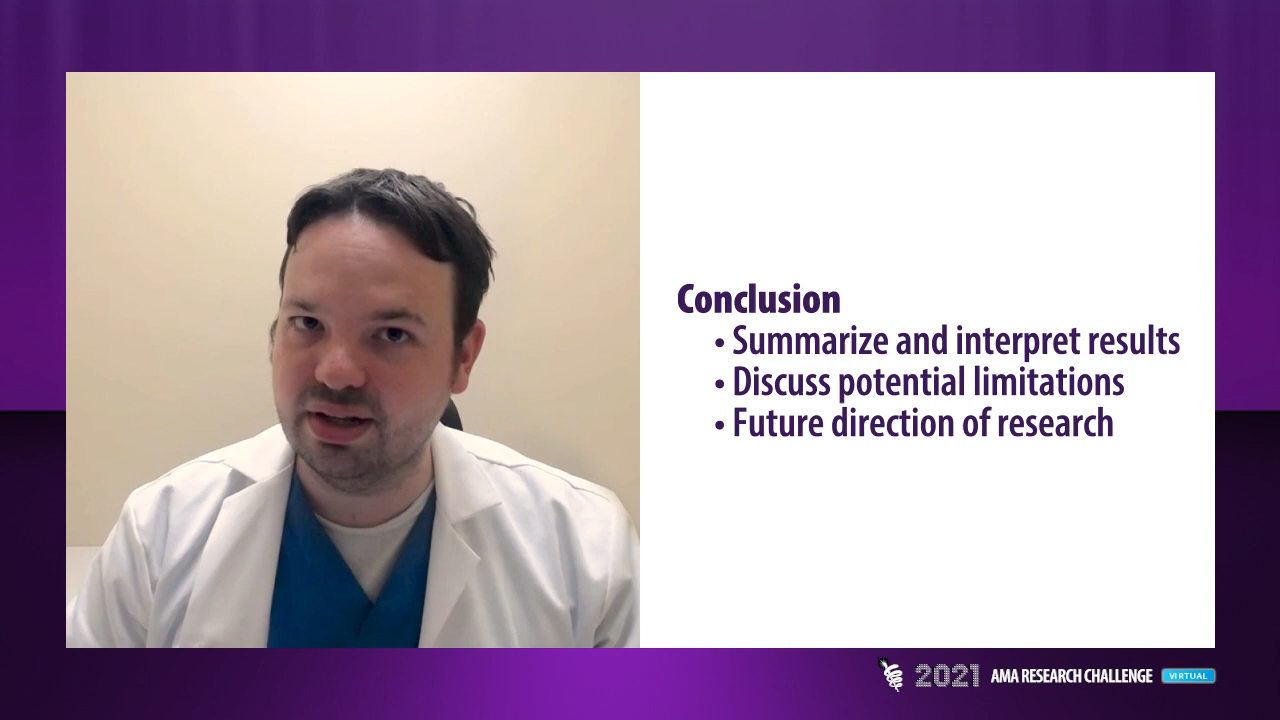 Conclusion
• Summarize and interpret results
• Discuss potential limitations
• Future direction of research
2021 AMA RESEARCH CHALLENGE VIRTUAL